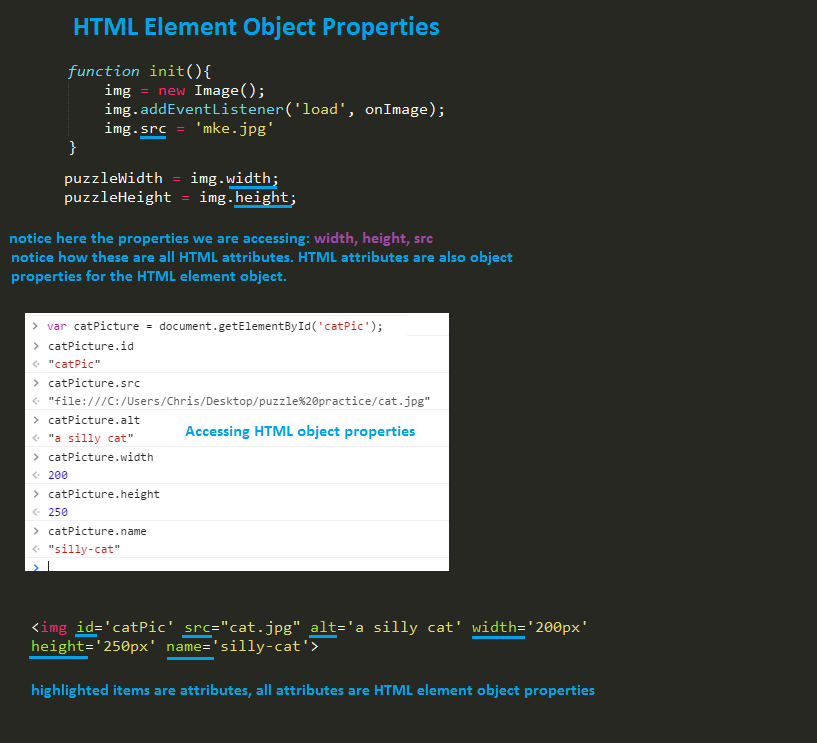 HTML Element Object Properties
function init(){
img = new Image();
img.addEventListener('load', onImage);
img.src = 'mke.jpg'
}
puzzleWidth = img.width;
puzzleHeight = img.height;
notice here the properties we are accessing: width, height, src
notice how these are all HTML attributes. HTML attributes are also object
properties for the HTML element object.
> var catPicture = document.getElementById('catPic');
> catPicture.id
< "catPic"
> catPicture.src
< "file:///C:/Users/Chris/Desktop/puzzle%20practice/cat.jpg"
> catPicture.alt
< "a silly cat"
Accessing HTML object properties
> catPicture.width
< 200
> catPicture.height
< 250
> catPicture.name
< "silly-cat"
>
<img id='catPic' src="cat.jpg" alt='a silly cat' width='200px'
height='250px' name='silly-cat'>
highlighted items are attributes, all attributes are HTML element object properties